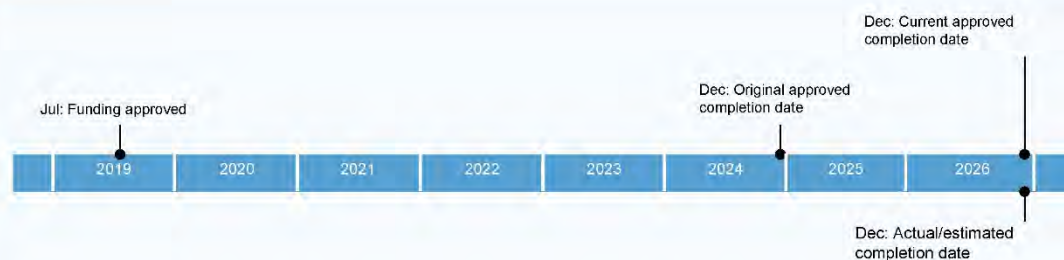 Dec: Current approved
completion date
Dec: Original approved
completion date
Jul: Funding approved
2019 2020 2021 2022 2023 2024 2025 2026
Dec: Actual/estimated
completion date